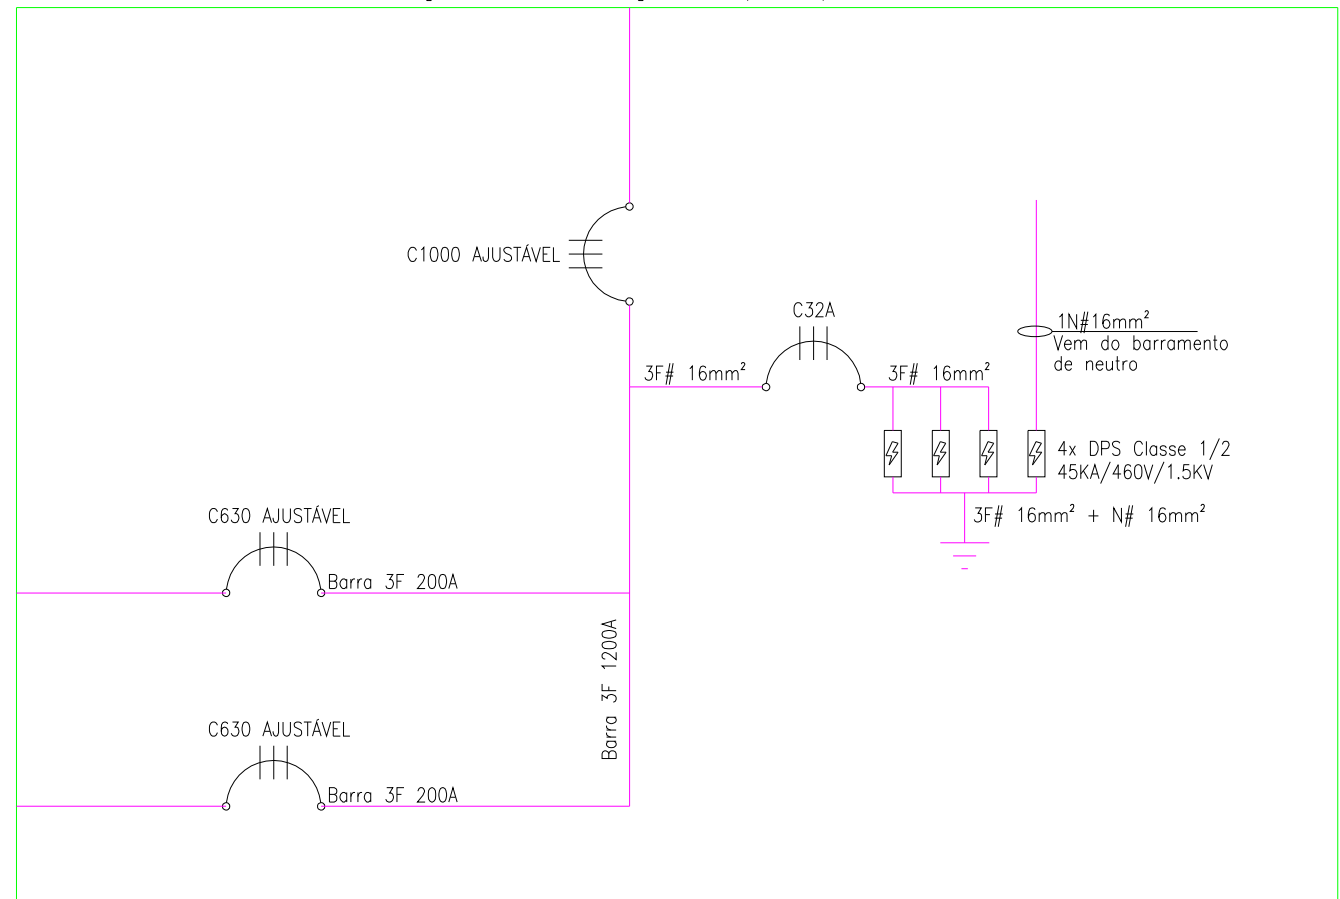 C1000 AJUSTÁVEL
C32A
1N#16mm²
Vem do barramento
de neutro
3F# 16mm²
3F# 16mm²
4x DPS Classe 1/2
45KA/460V/1.5KV
3F# 16mm² + N# 16mm²
C630 AJUSTÁVEL
Barra 3F 200A
Barra 3F 1200A
C630 AJUSTÁVEL
Barra 3F 200A